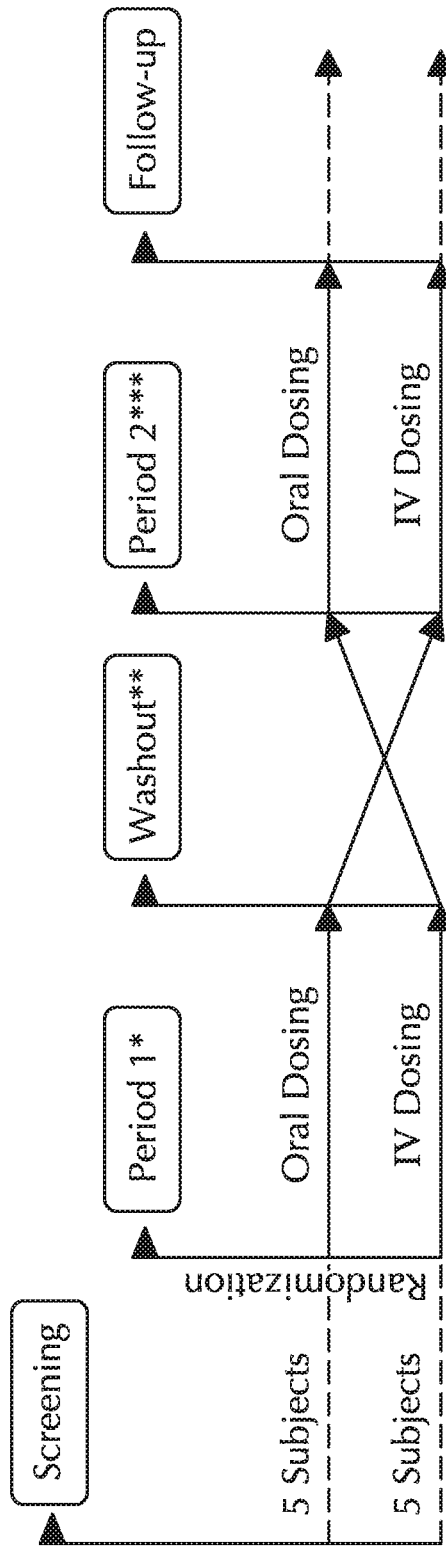 Screening
Period 1*
Washout**
Period 2***
Follow-up
5 Subjects
Randomization
Oral Dosing
Oral Dosing
5 Subjects
IV Dosing
IV Dosing